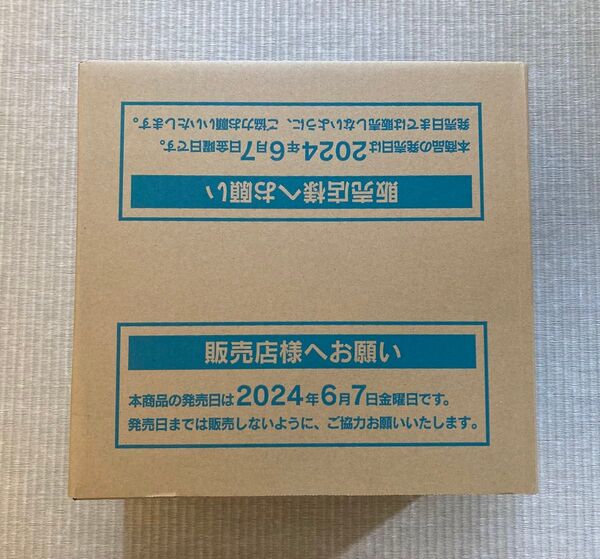 販売店様へお願い
本商品の発売日は2024年6月7日金曜日です。
発売日までは販売しないように、ご協力お願いいたします。
販売店様へお願い
本商品の発売日は2024年6月7日金曜日です。
発売日までは販売しないように、ご協力お願いいたします。